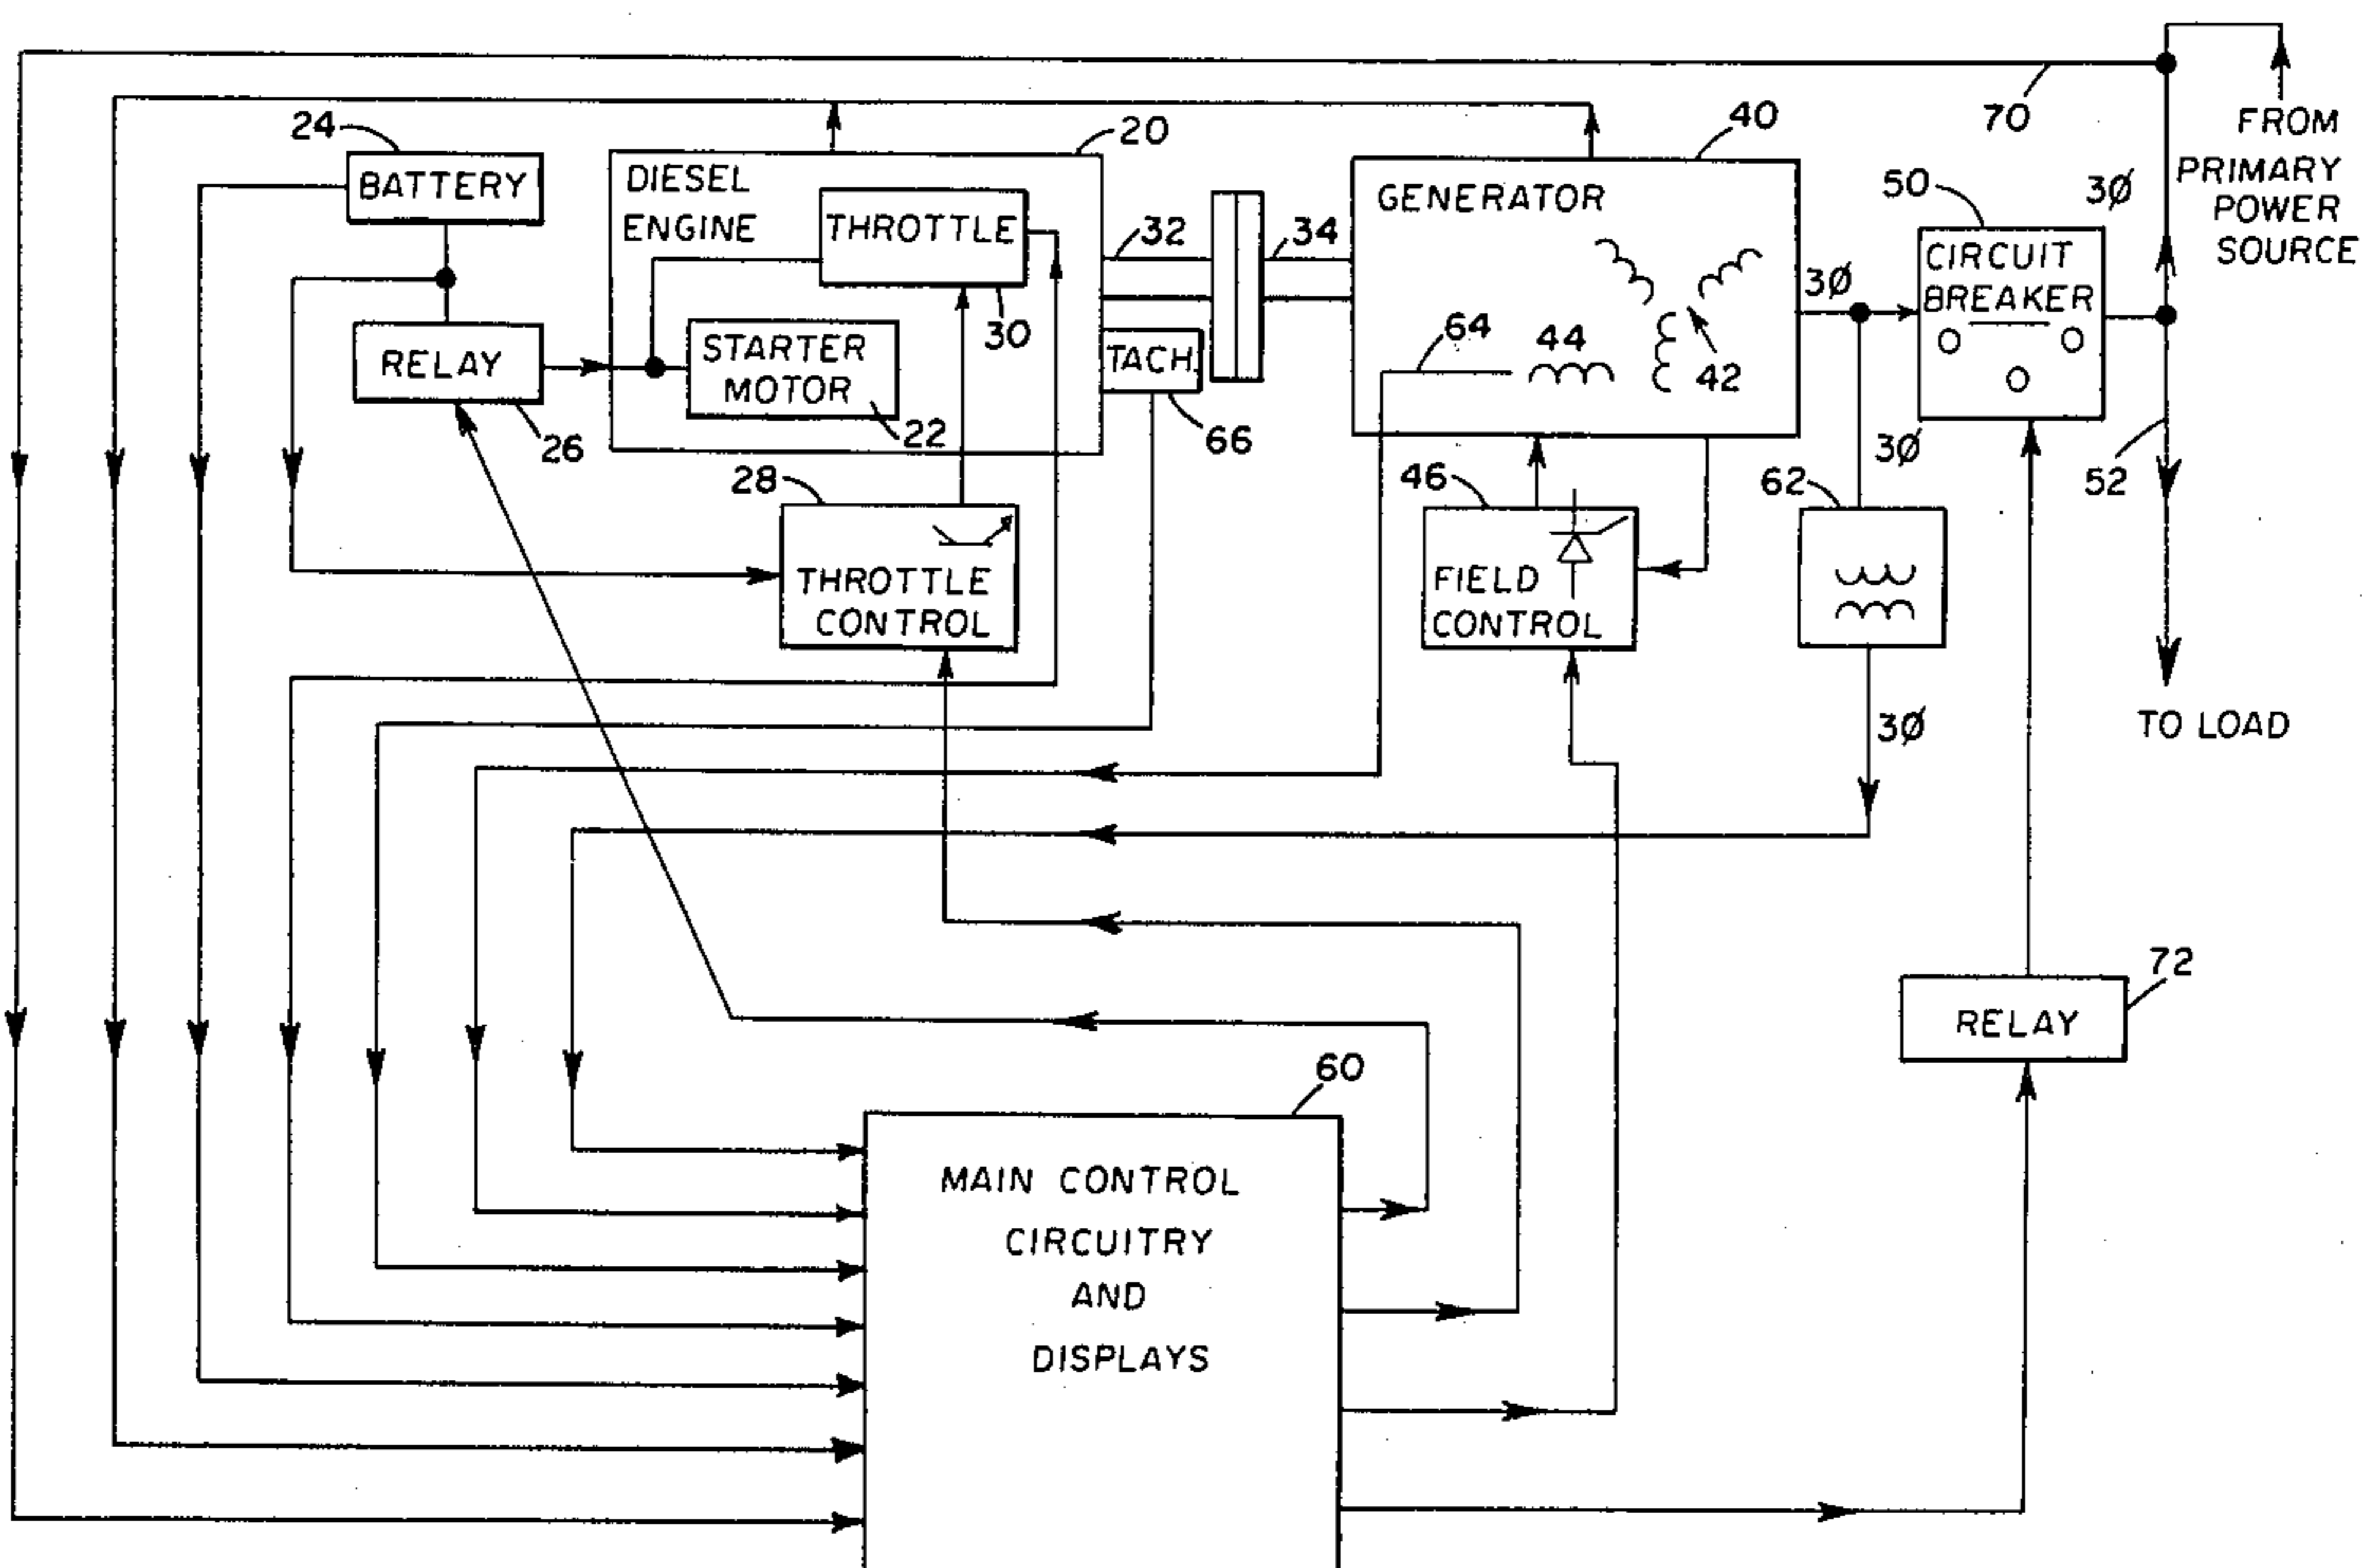 70
FROM
PRIMARY
POWER
SOURCE
24
20
40
BATTERY
DIESEL
ENGINE
THROTTLE
30
32
34
GENERATOR
50
3Ø
CIRCUIT
BREAKER
3Ø
RELAY
26
STARTER
MOTOR
22
TACH.
66
64
44
42
3Ø
52
28
THROTTLE
CONTROL
46
FIELD
CONTROL
62
3Ø
TO LOAD
72
RELAY
60
MAIN CONTROL
CIRCUITRY
AND
DISPLAYS